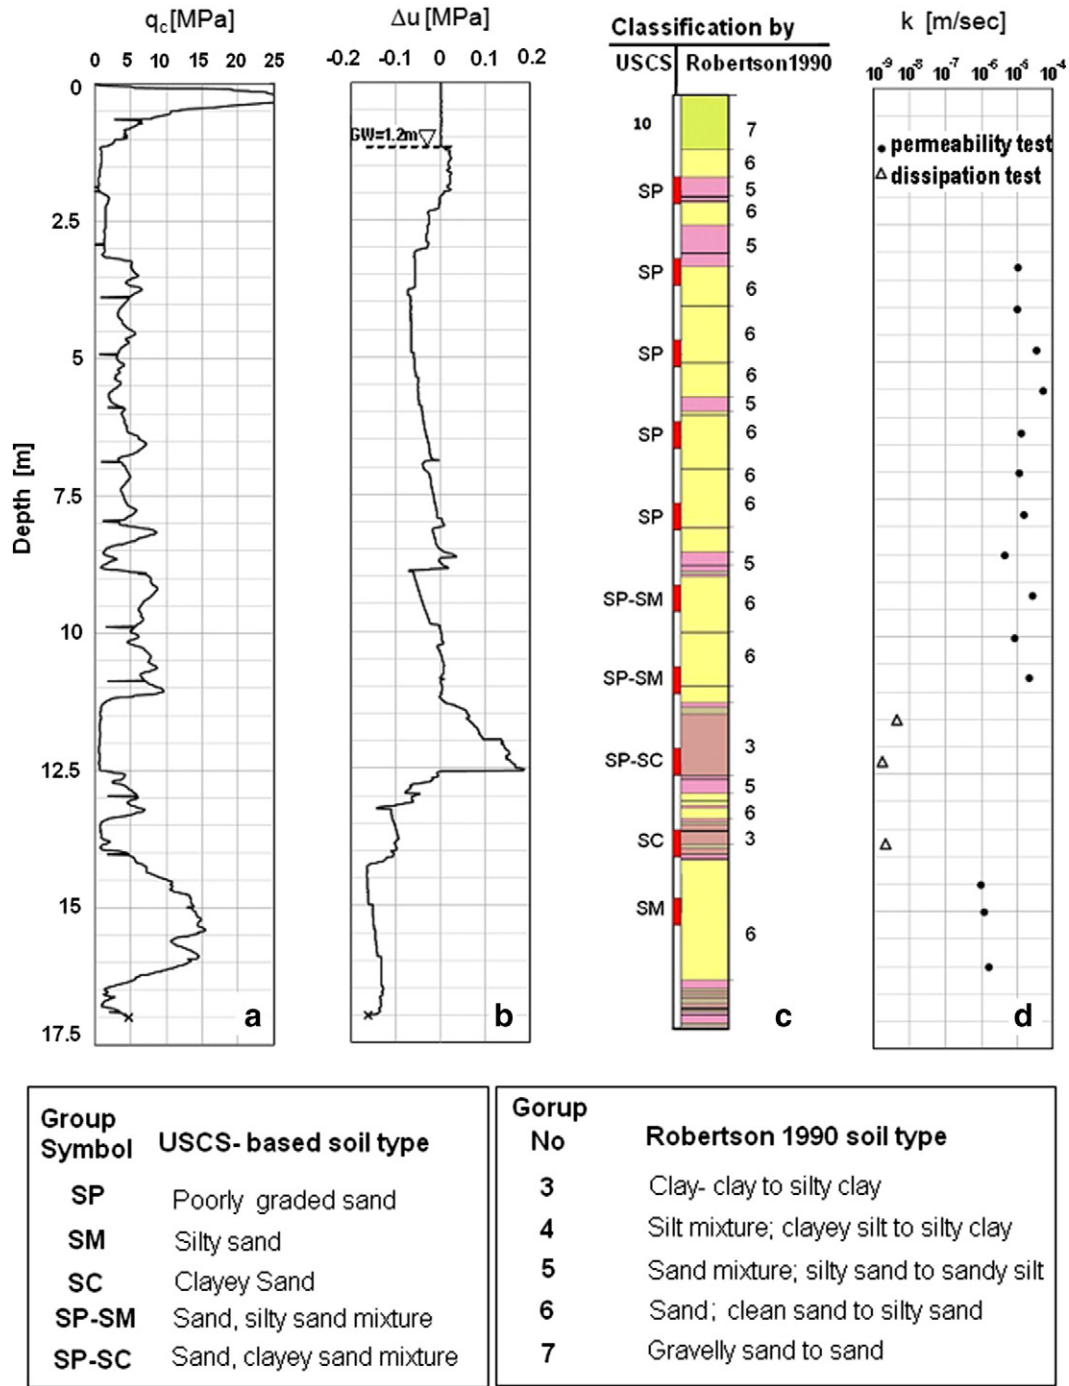 qc[MPa]
0 5 10 15 20 25
Δu [MPa]
-0.2 -0.1 0 0.1 0.2
Classification by
USCS Robertson1990
k [m/sec]
10-9 10-8 10-7 10-6 10-5 10-4
Depth [m]
0
2.5
5
7.5
10
12.5
15
17.5
GW=1.2m
10
SP
SP
SP
SP
SP
SP-SM
SP-SM
SP-SC
SC
SM
7
6
5
6
5
6
6
6
5
6
6
6
5
6
6
3
5
6
3
6
permeability test
dissipation test
a
b
c
d
Group
Symbol USCS- based soil type
SP Poorly graded sand
SM Silty sand
SC Clayey Sand
SP-SM Sand, silty sand mixture
SP-SC Sand, clayey sand mixture
Gorup
No Robertson 1990 soil type
3 Clay- clay to silty clay
4 Silt mixture; clayey silt to silty clay
5 Sand mixture; silty sand to sandy silt
6 Sand; clean sand to silty sand
7 Gravelly sand to sand